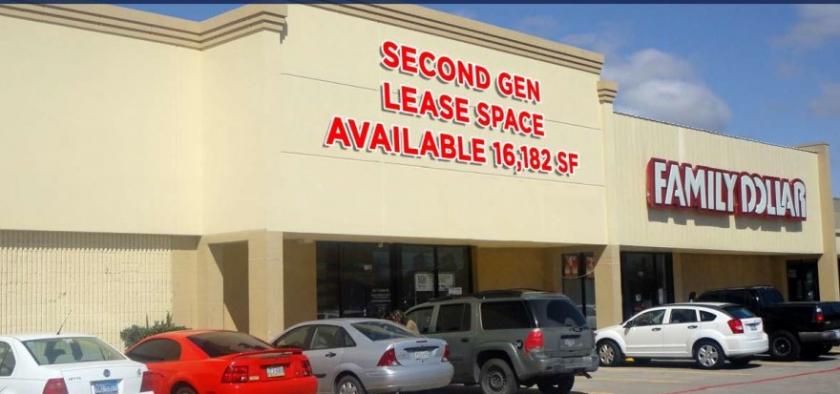 SECOND GEN
LEASE SPACE
AVAILABLE 16,182 SF
FAMILY DOLLAR